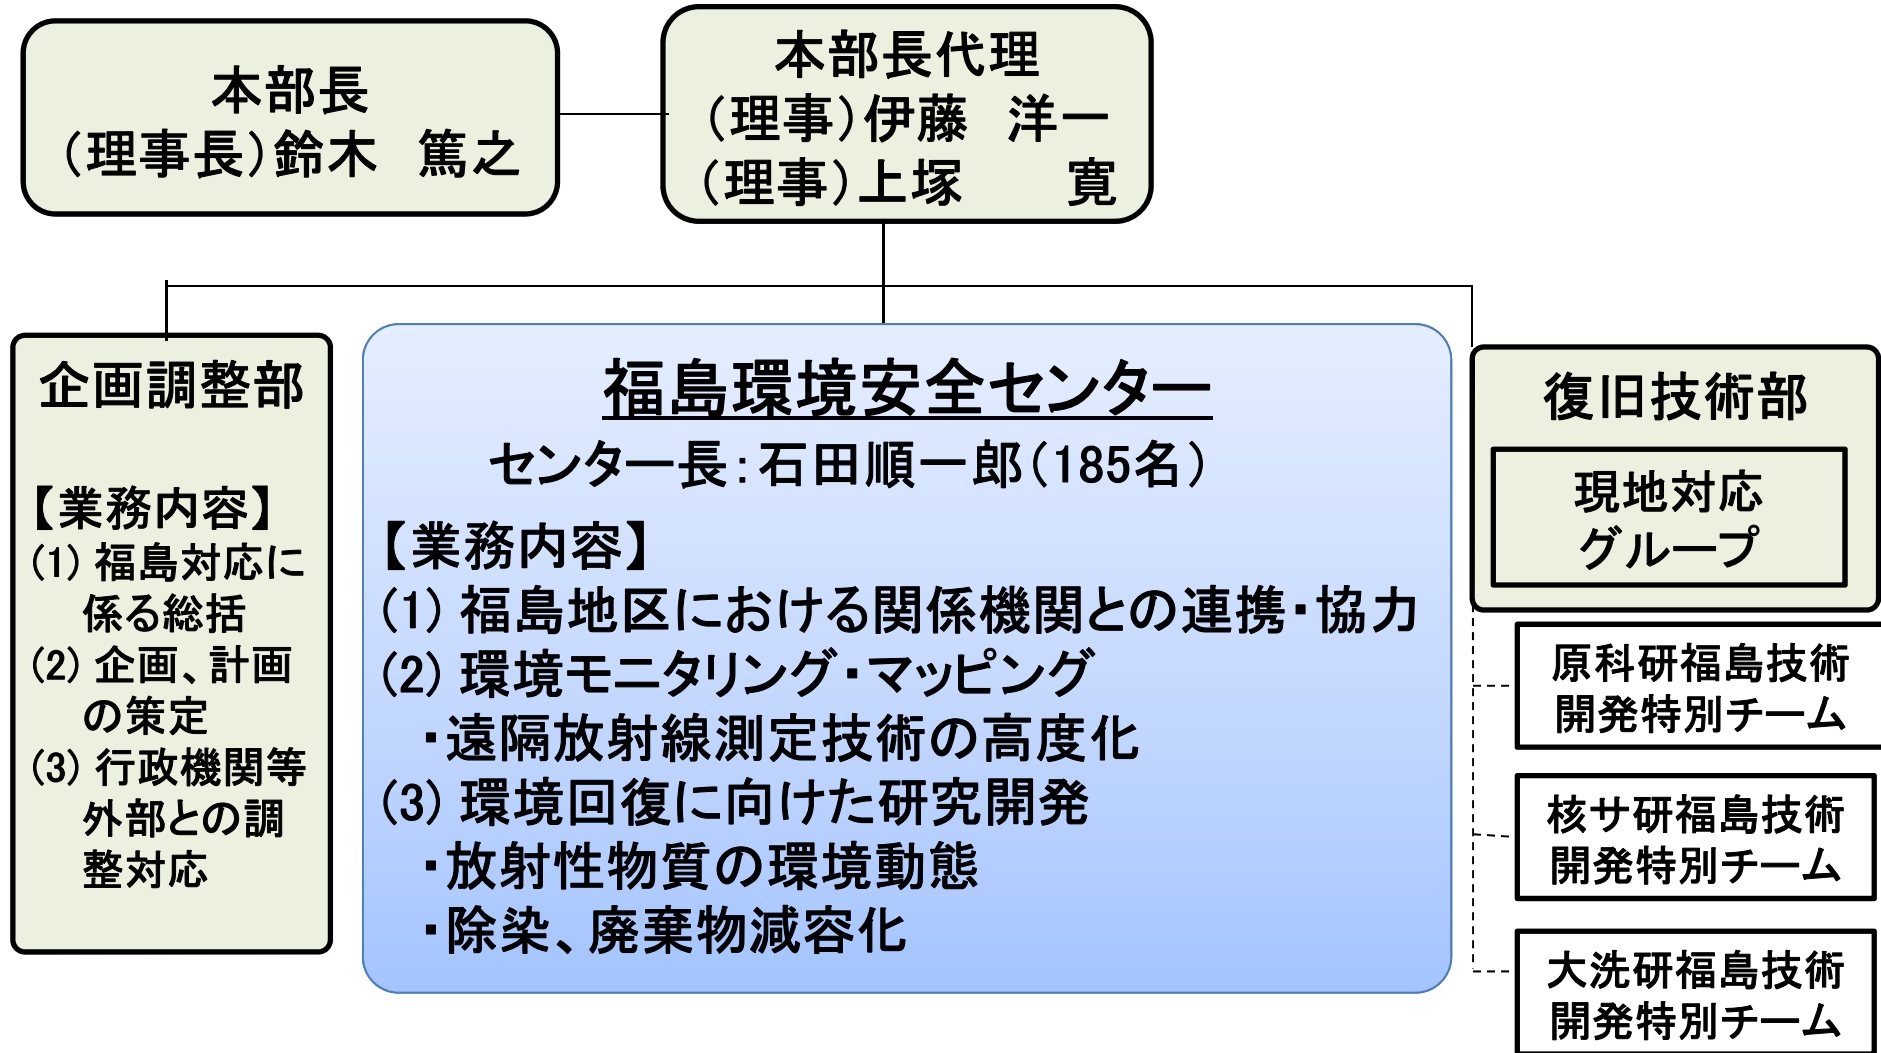 本部長
（理事長）鈴木　篤之
本部長代理
（理事）伊藤　洋一
（理事）上塚　　寛
企画調整部
【業務内容】
(1) 福島対応に
係る総括
(2) 企画、計画
の策定
(3) 行政機関等
外部との調
整対応
福島環境安全センター
センター長：石田順一郎（185名）
【業務内容】
(1) 福島地区における関係機関との連携・協力
(2) 環境モニタリング・マッピング
・遠隔放射線測定技術の高度化
(3) 環境回復に向けた研究開発
・放射性物質の環境動態
・除染、廃棄物減容化
復旧技術部
現地対応
グループ
原科研福島技術
開発特別チーム
核サ研福島技術
開発特別チーム
大洗研福島技術
開発特別チーム